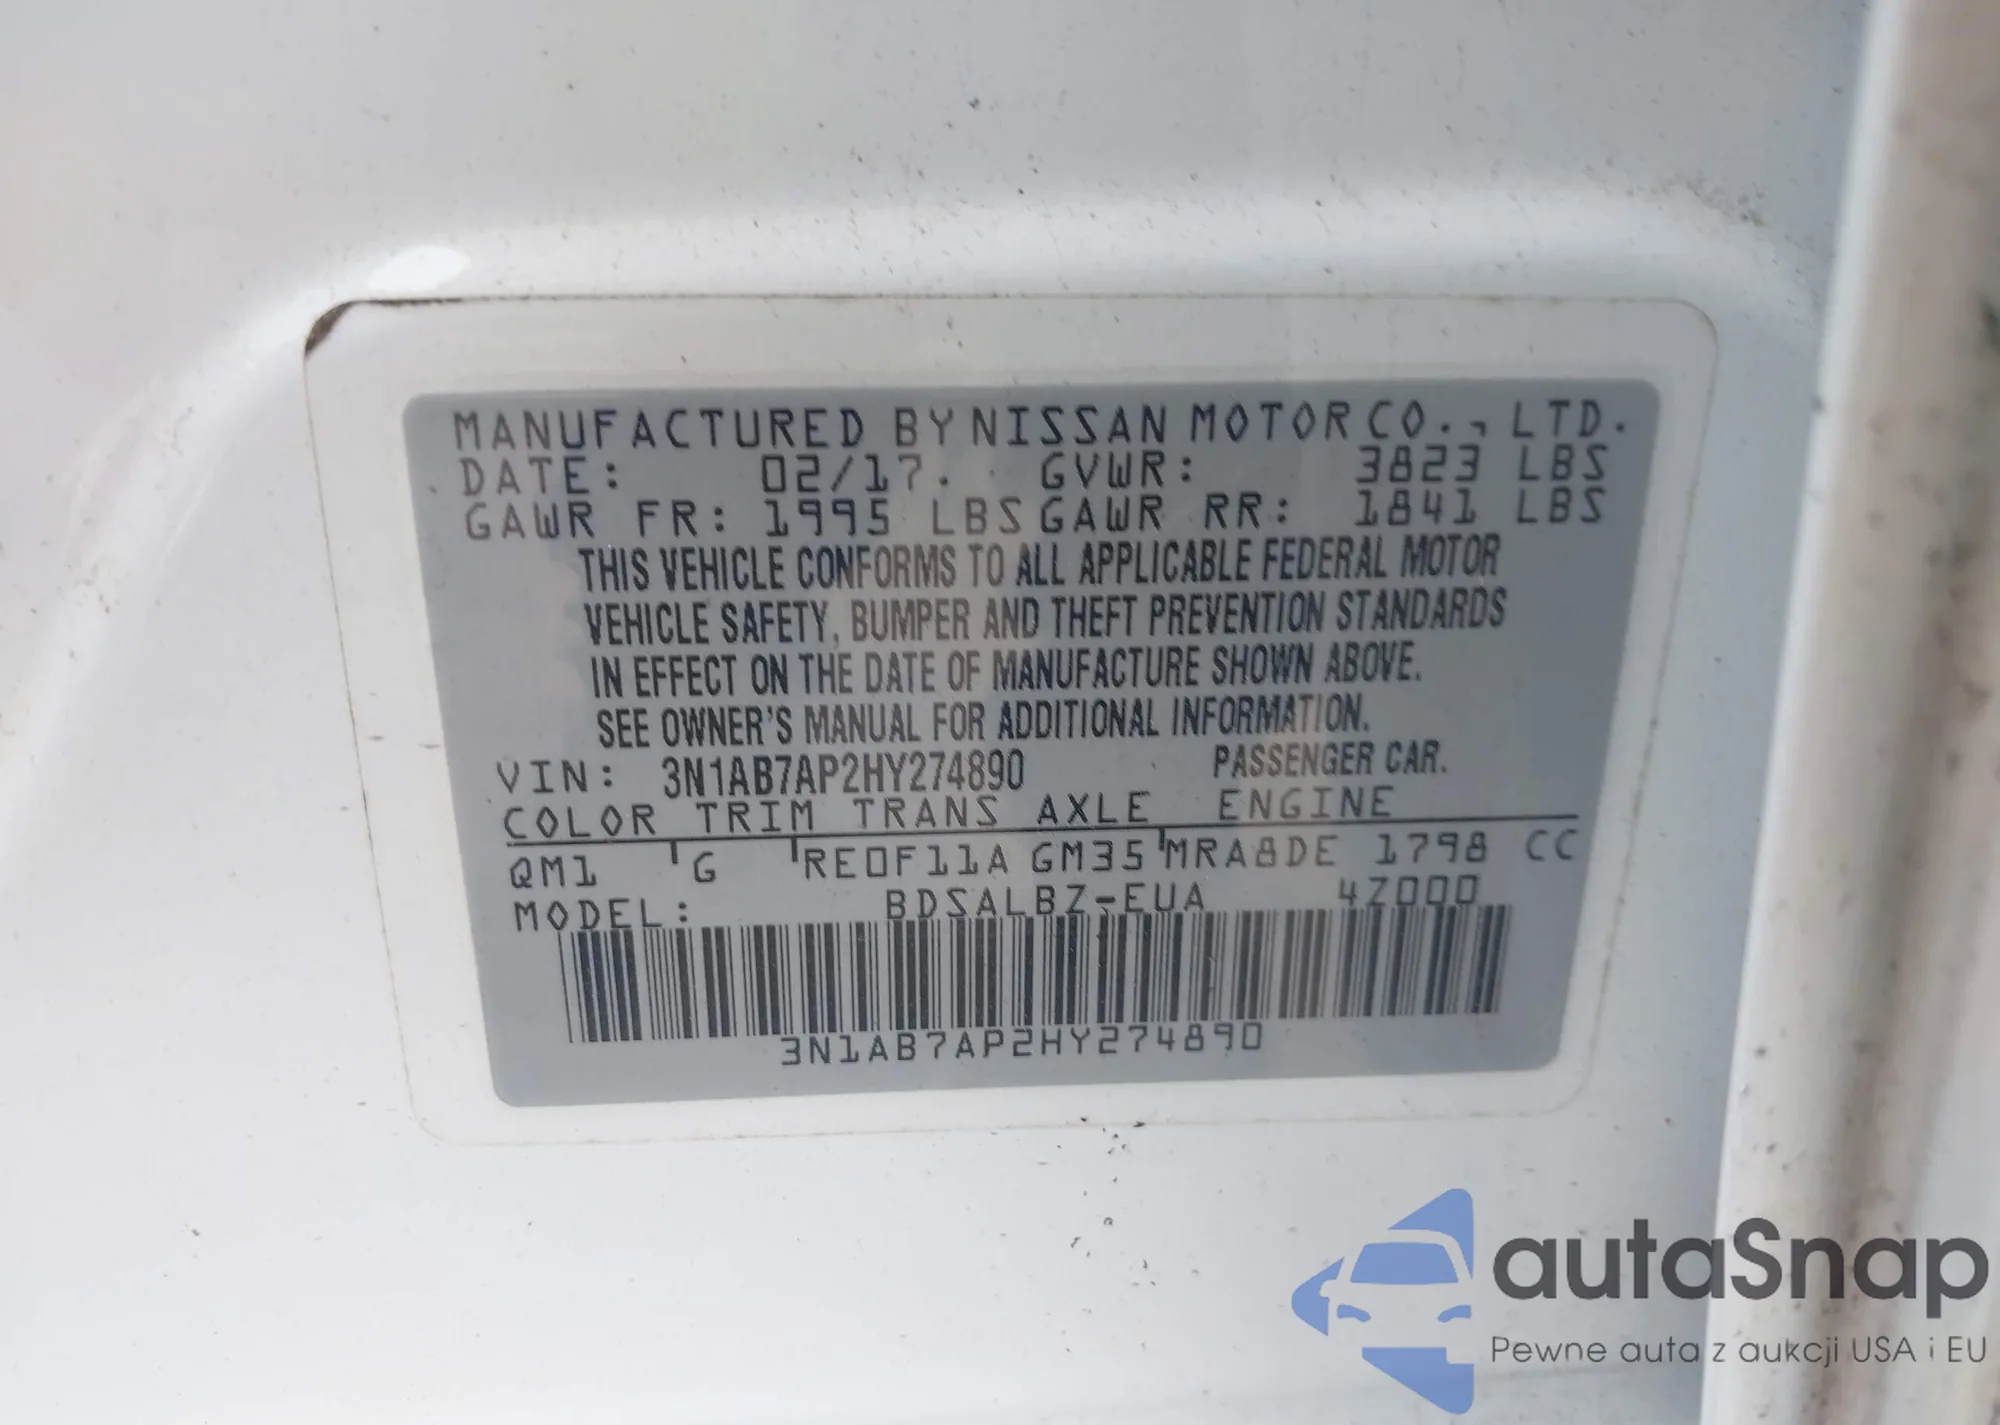 MANUFACTURED BY NISSAN MOTOR CO., LTD.
DATE: 02/17. GVWR: 3823 LBS
GAWR FR: 1995 LBS GAWR RR: 1841 LBS
THIS VEHICLE CONFORMS TO ALL APPLICABLE FEDERAL MOTOR
VEHICLE SAFETY, BUMPER AND THEFT PREVENTION STANDARDS
IN EFFECT ON THE DATE OF MANUFACTURE SHOWN ABOVE.
SEE OWNER'S MANUAL FOR ADDITIONAL INFORMATION.
VIN: 3N1AB7AP2HY274890 PASSENGER CAR.
COLOR TRIM TRANS AXLE ENGINE
QM1 G RE0F11A GM35 MRA8DE 1798 CC
MODEL: BDSALBZ-EUA 4Z000
3N1AB7AP2HY274890
autaSnap
Pewne auta z aukcji USA i EU